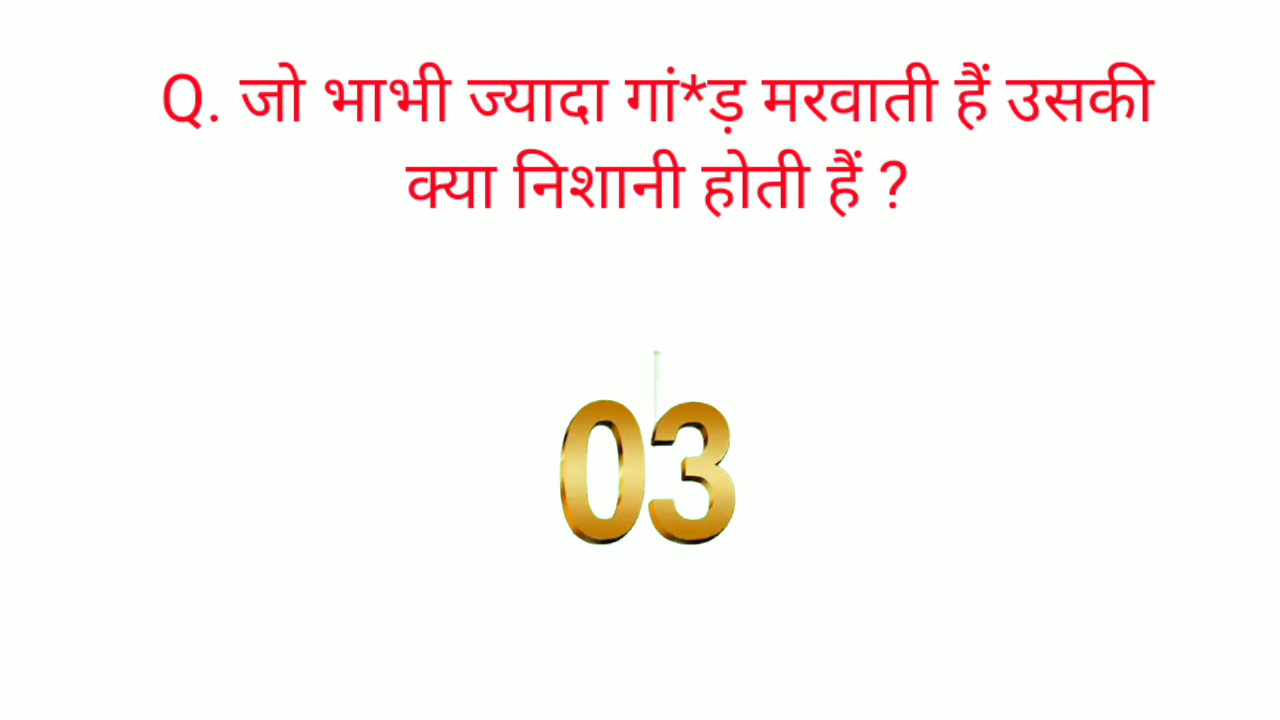 Q. जो भाभी ज्यादा गां*ड़ मरवाती हैं उसकी
क्या निशानी होती हैं ?
03